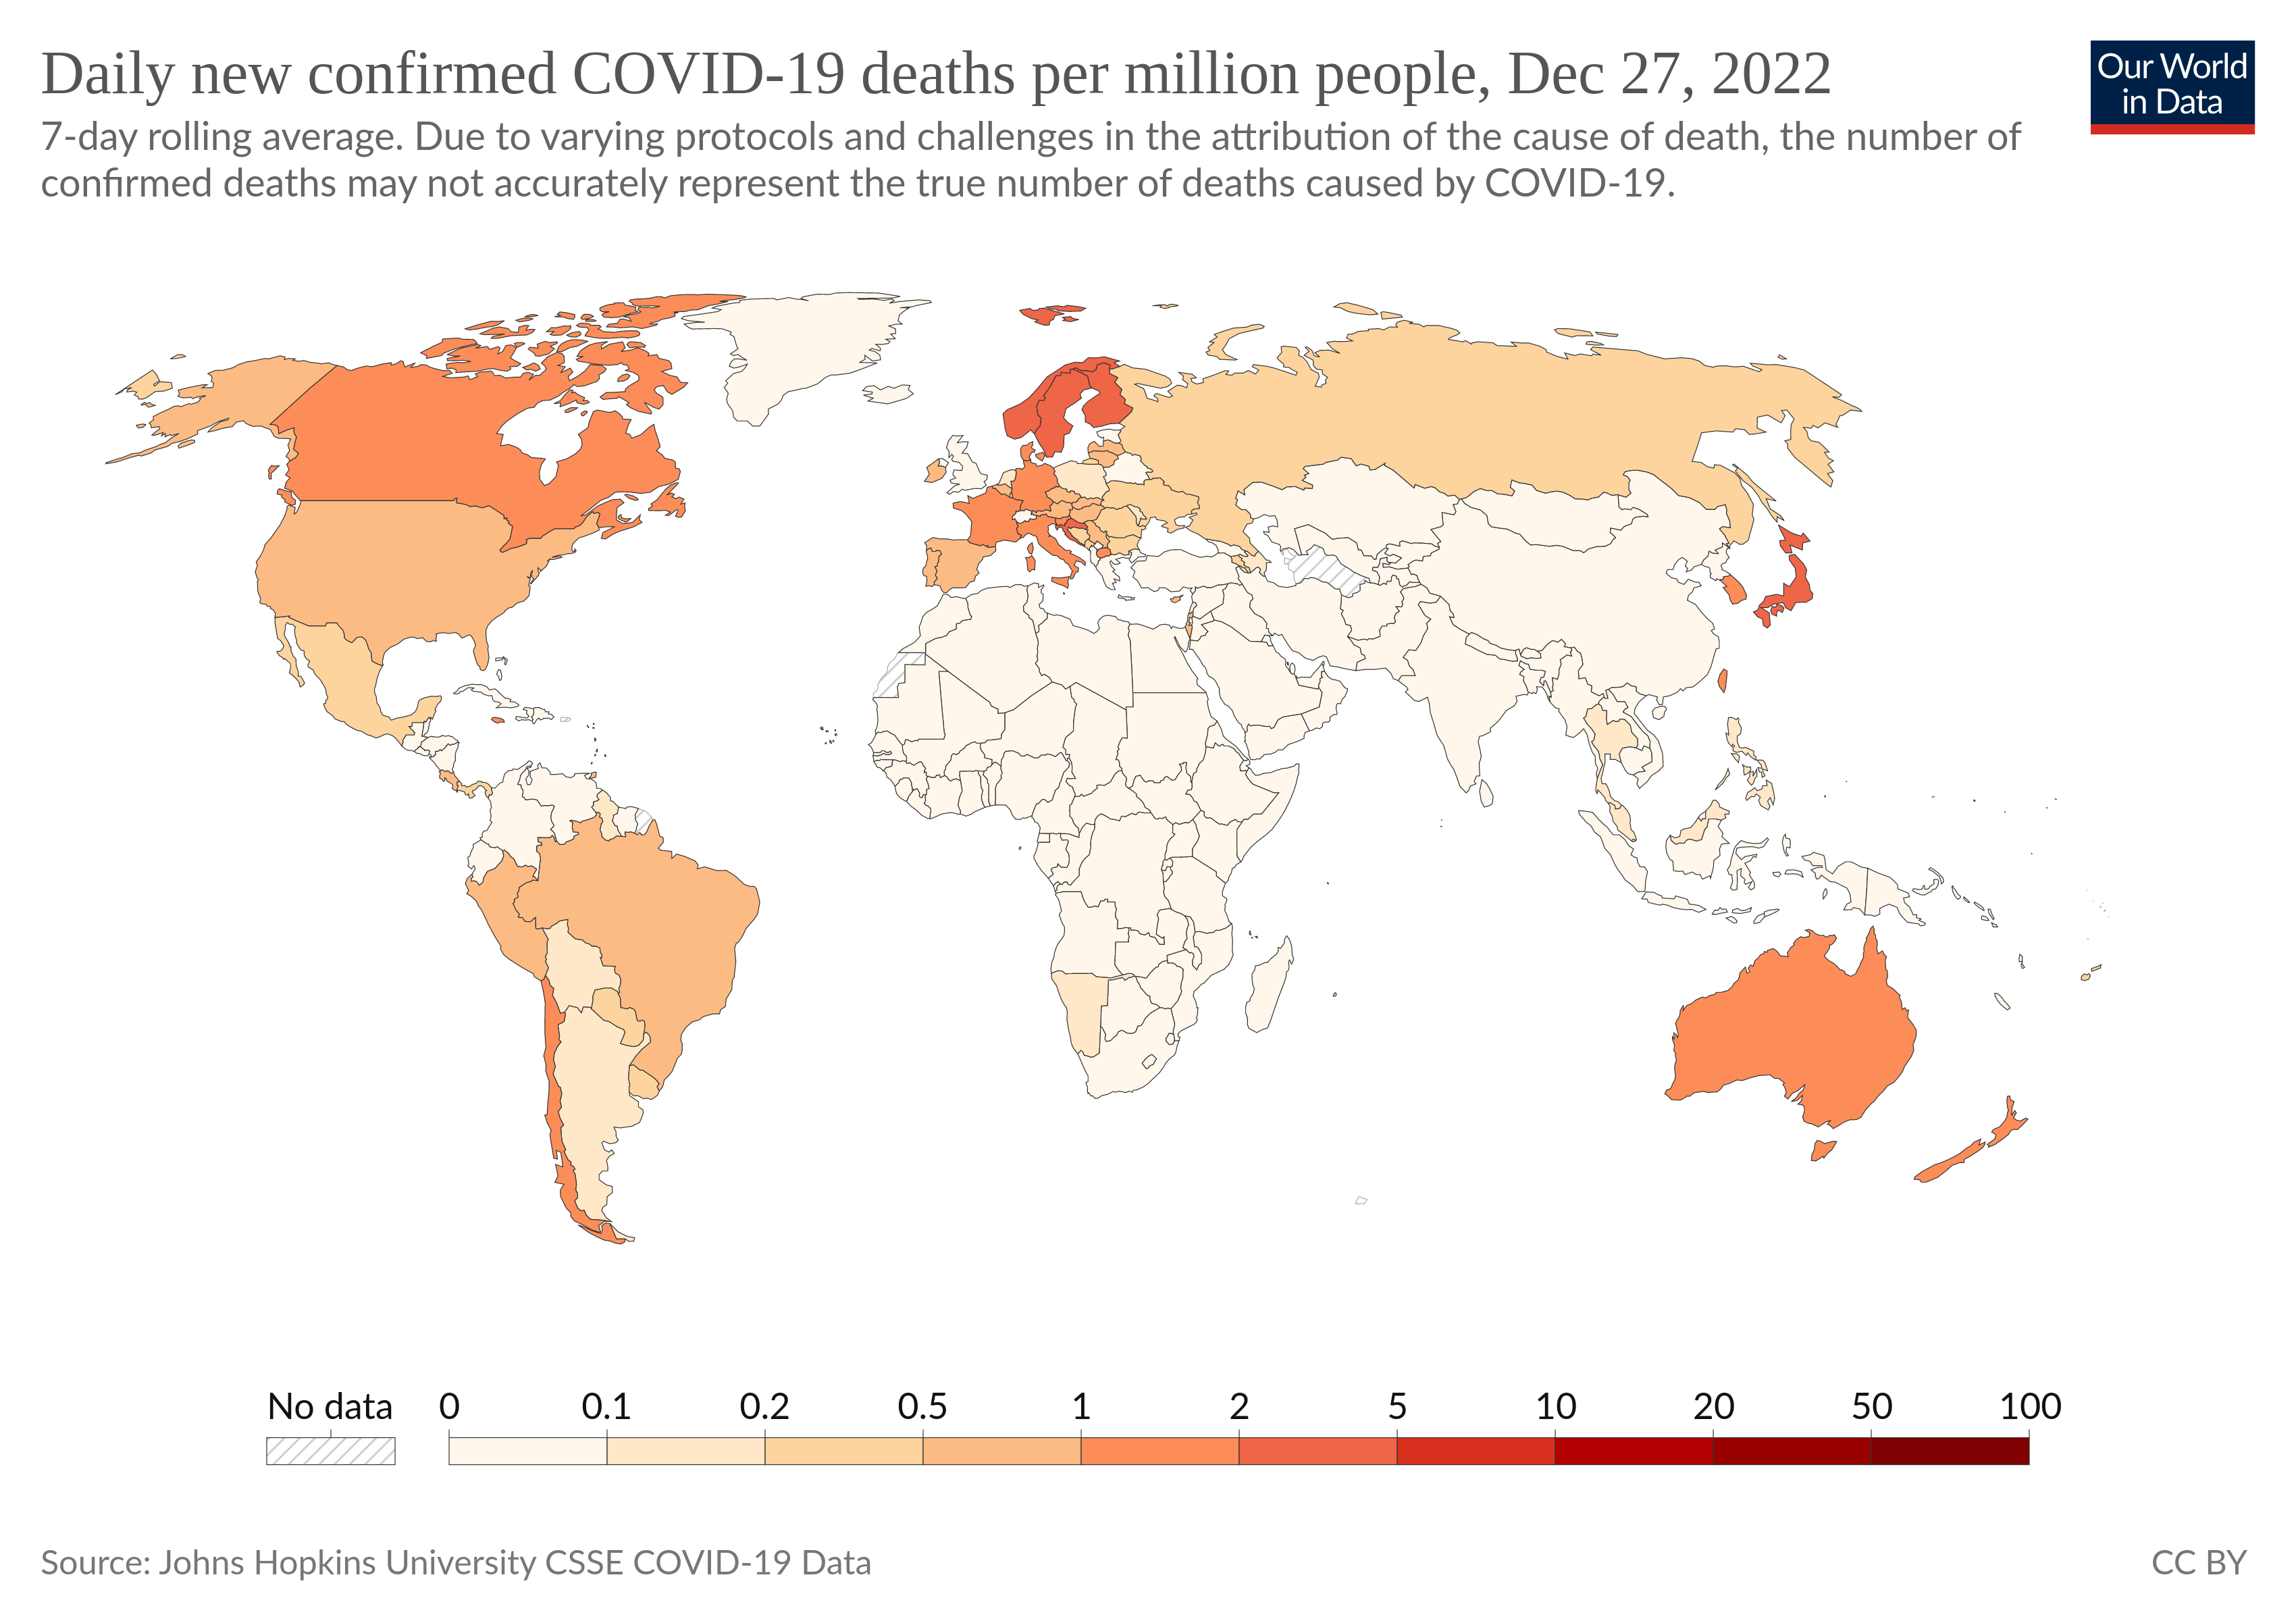 Daily new confirmed COVID-19 deaths per million people, Dec 27, 2022
Our World
in Data
7-day rolling average. Due to varying protocols and challenges in the attribution of the cause of death, the number of
confirmed deaths may not accurately represent the true number of deaths caused by COVID-19.
No data 0 0.1 0.2 0.5 1 2 5 10 20 50 100
Source: Johns Hopkins University CSSE COVID-19 Data
CC BY